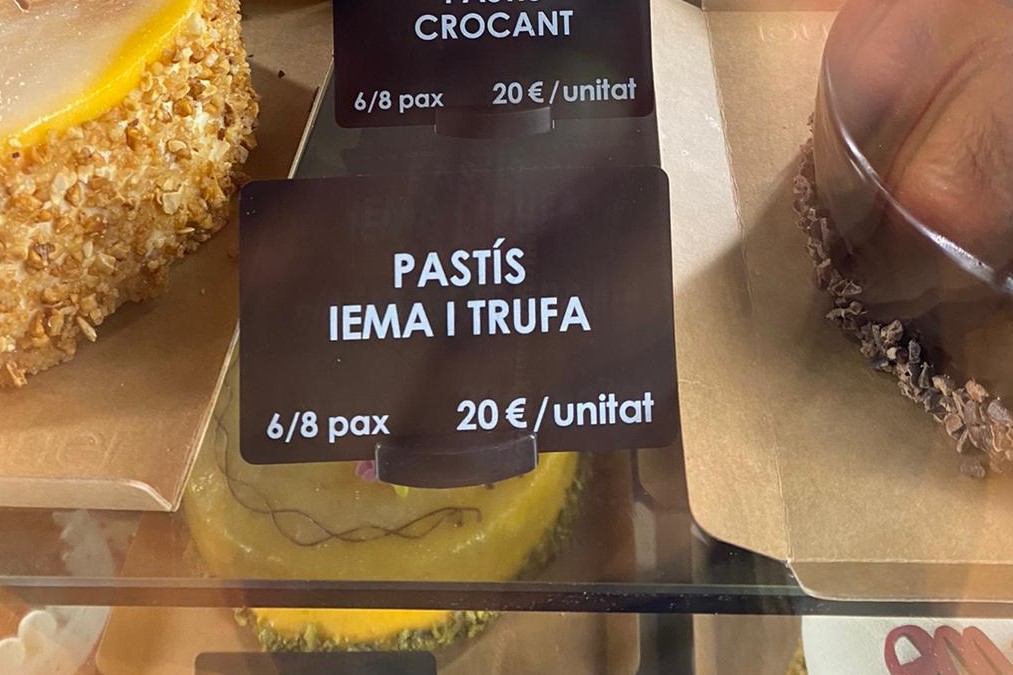 CROCANT
6/8 pax 20 € /unitat
PASTÍS
IEMA I TRUFA
6/8 pax 20 € /unitat